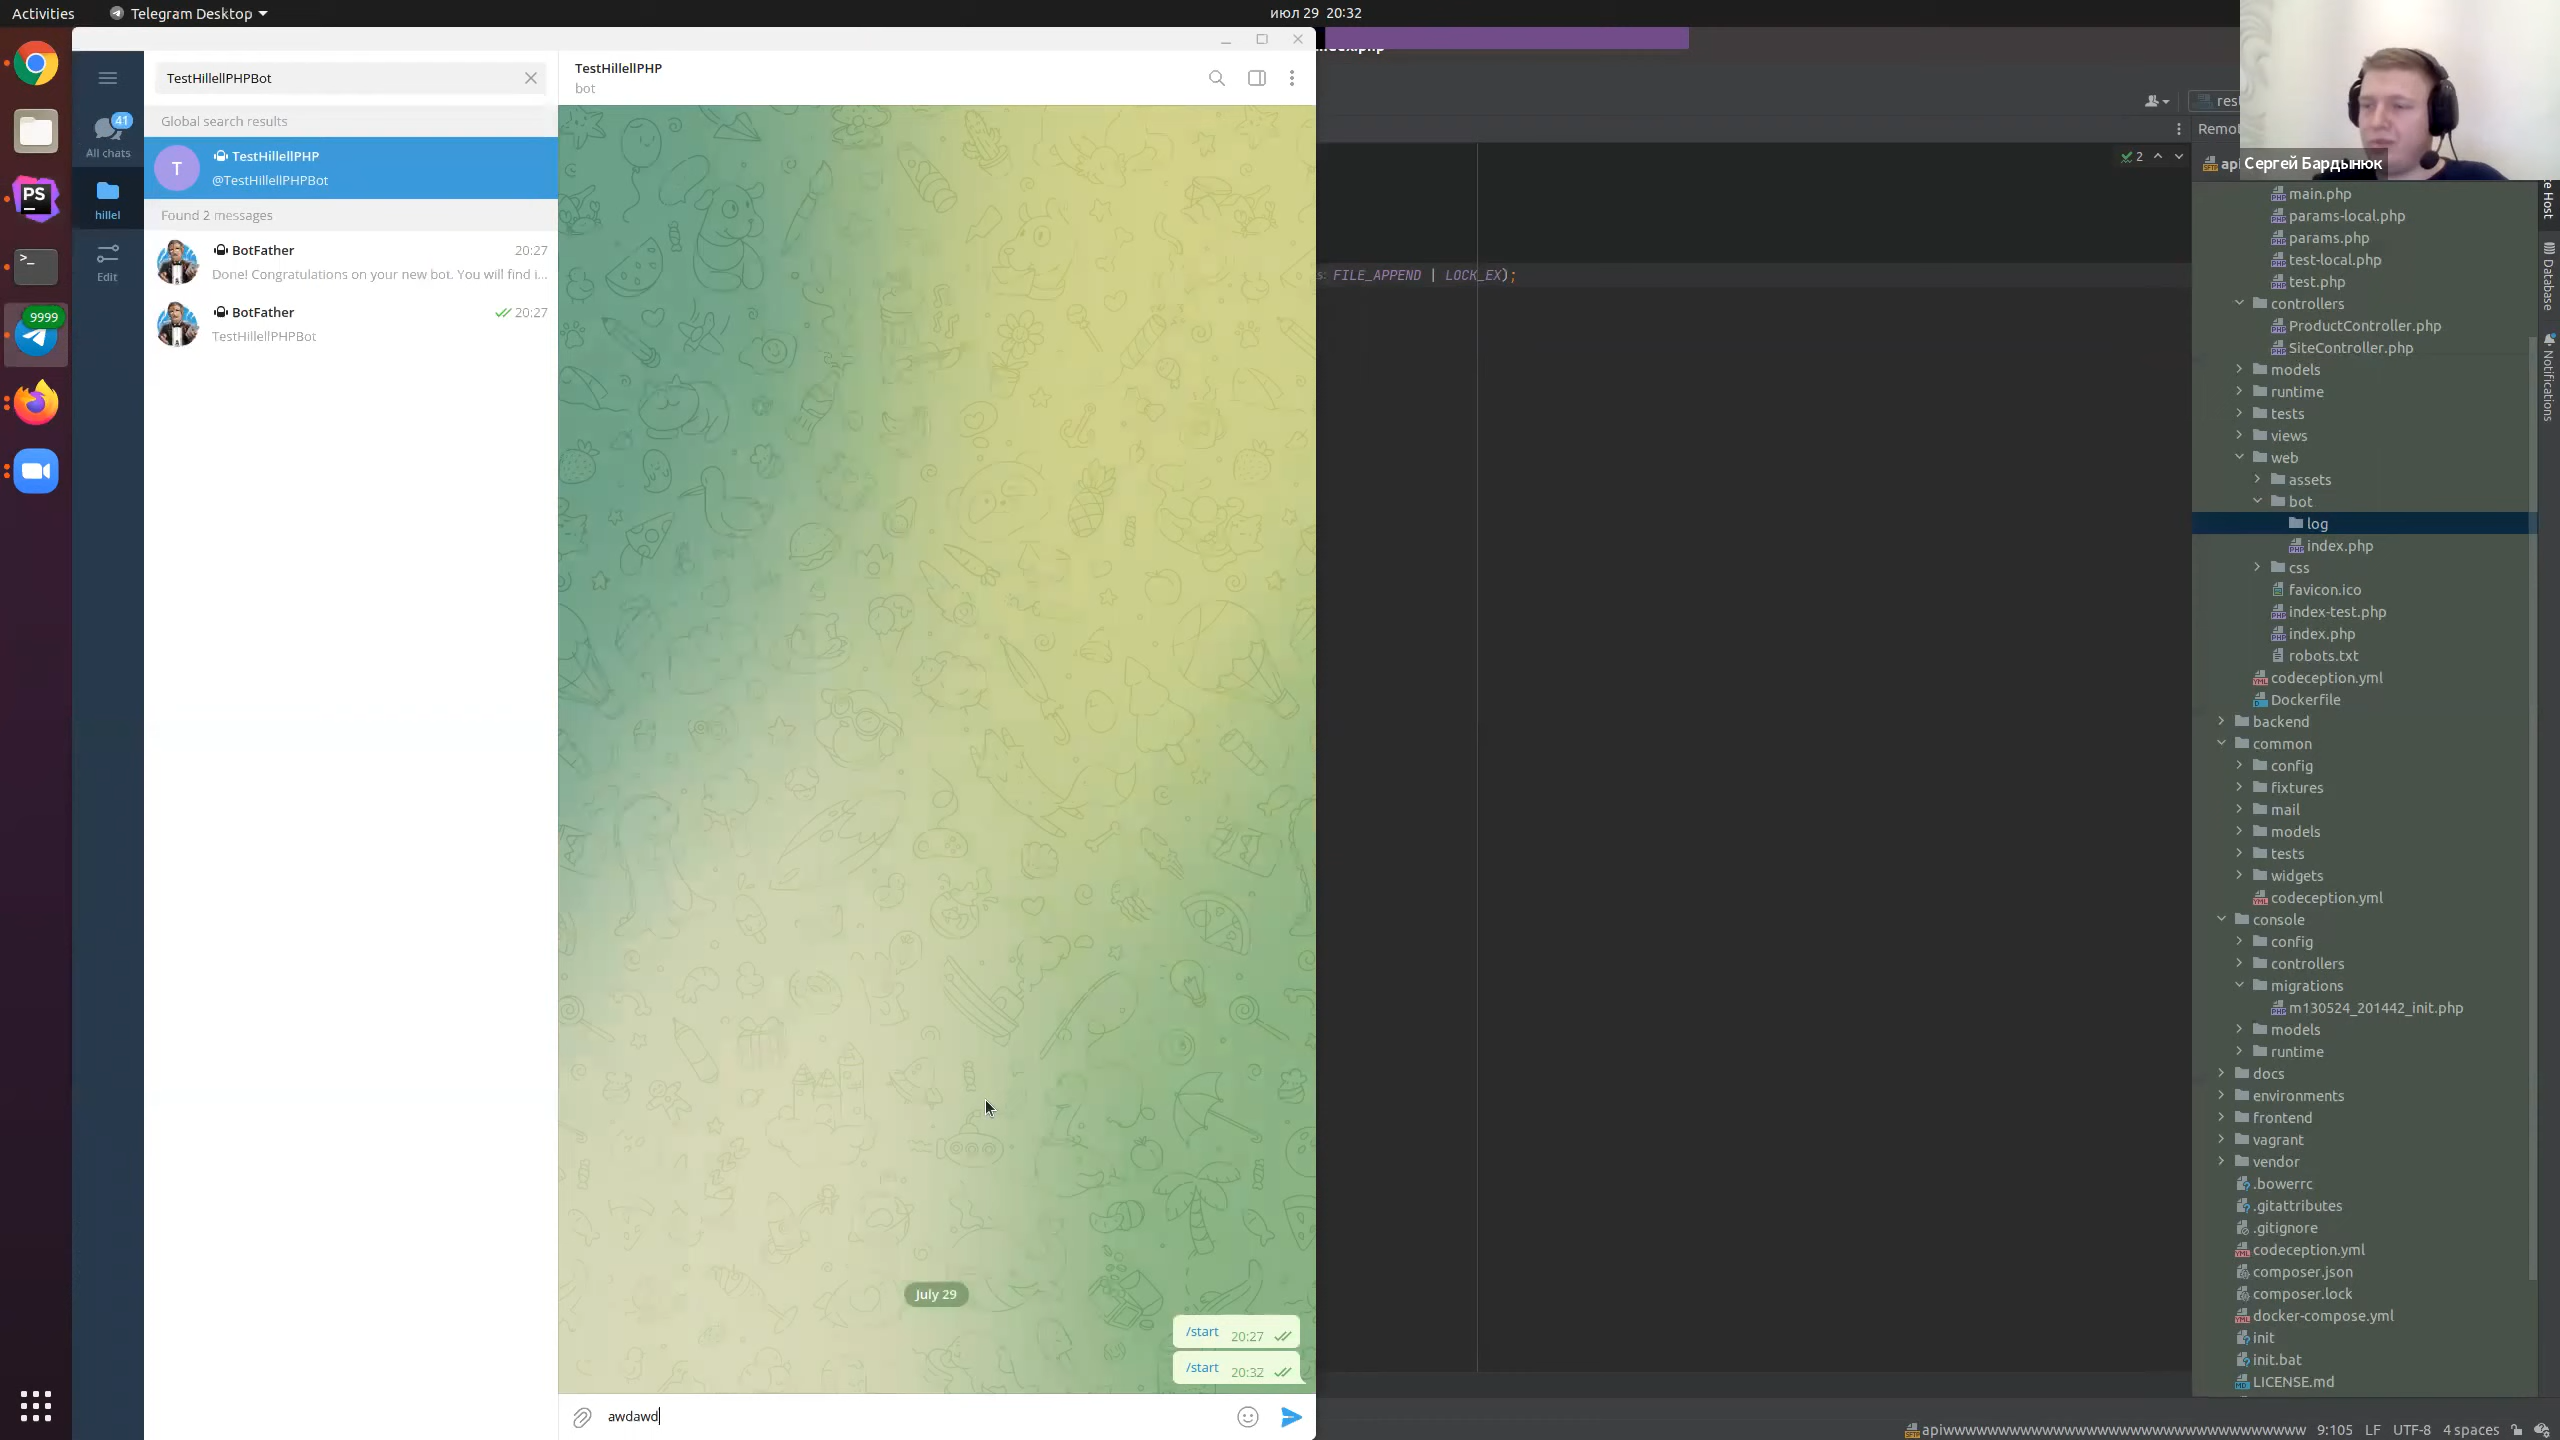 Activities
Telegram Desktop
июл 29 20:32
TestHillellPHPBot
TestHillellPHP
bot
41
All chats
hillel
Edit
Global search results
T
TestHillellPHP
@TestHillellPHPBot
Found 2 messages
BotFather
20:27
Done! Congratulations on your new bot. You will find i...
BotFather
20:27
TestHillellPHPBot
PS
>_
9999
July 29
/start 20:27
/start 20:32
awdawd
FILE_APPEND | LOCK_EX);
2
Сергей Бардынюк
main.php
params-local.php
params.php
test-local.php
test.php
controllers
ProductController.php
SiteController.php
models
runtime
tests
views
web
assets
bot
log
index.php
css
favicon.ico
index-test.php
index.php
robots.txt
codeception.yml
Dockerfile
backend
common
config
fixtures
mail
models
tests
widgets
codeception.yml
console
config
controllers
migrations
m130524_201442_init.php
models
runtime
docs
environments
frontend
vagrant
vendor
.bowerrc
.gitattributes
.gitignore
codeception.yml
composer.json
composer.lock
docker-compose.yml
init
init.bat
LICENSE.md
Database
Notifications
9:105 LF UTF-8 4 spaces